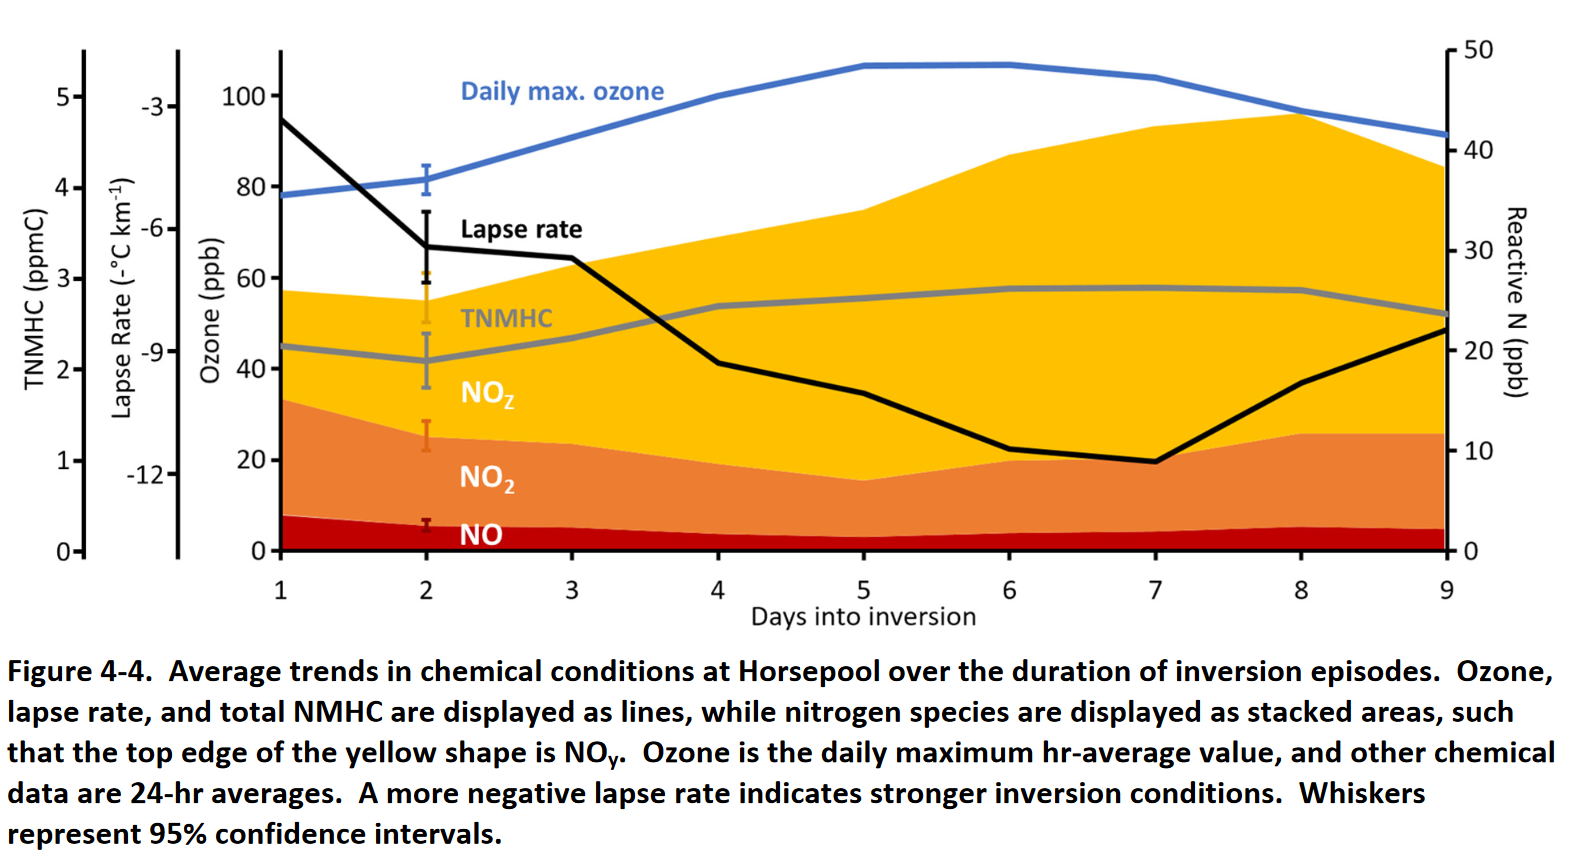 Daily max. ozone
Lapse rate
TNMHC
NOZ
NO2
NO
TNMHC (ppmC)
5
4
3
2
1
0
Lapse Rate (-°C km-1)
-3
-6
-9
-12
Ozone (ppb)
100
80
60
40
20
0
50
40
30
20
10
0
Reactive N (ppb)
1 2 3 4 5 6 7 8 9
Days into inversion
Figure 4-4. Average trends in chemical conditions at Horsepool over the duration of inversion episodes. Ozone,
lapse rate, and total NMHC are displayed as lines, while nitrogen species are displayed as stacked areas, such
that the top edge of the yellow shape is NOy. Ozone is the daily maximum hr-average value, and other chemical
data are 24-hr averages. A more negative lapse rate indicates stronger inversion conditions. Whiskers
represent 95% confidence intervals.